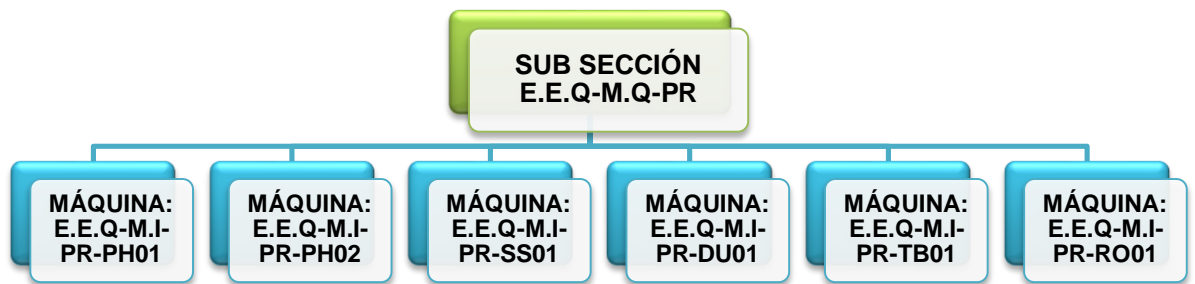 SUB SECCIÓN
E.E.Q-M.Q-PR
MÁQUINA:
E.E.Q-M.I-
PR-PH01
MÁQUINA:
E.E.Q-M.I-
PR-PH02
MÁQUINA:
E.E.Q-M.I-
PR-SS01
MÁQUINA:
E.E.Q-M.I-
PR-DU01
MÁQUINA:
E.E.Q-M.I-
PR-TB01
MÁQUINA:
E.E.Q-M.I-
PR-RO01